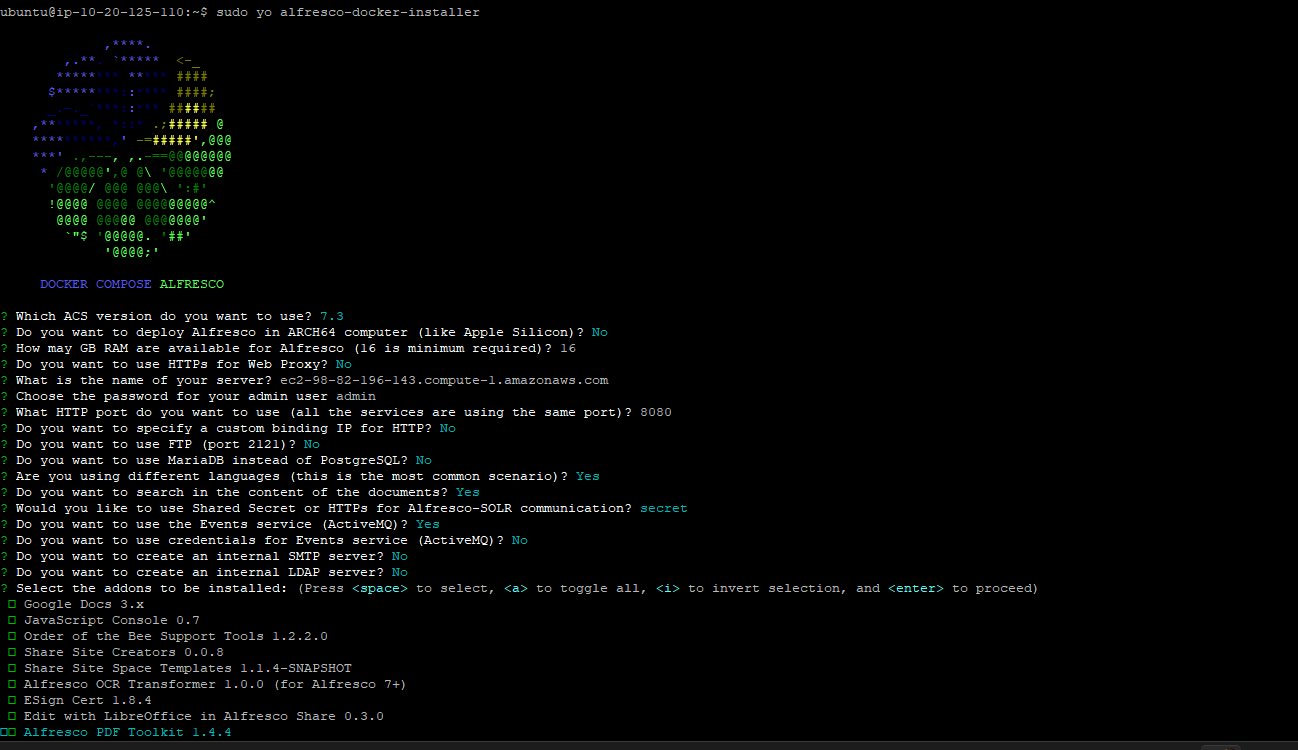 ubuntu@ip-10-20-125-110:~$ sudo yo alfresco-docker-installer
DOCKER COMPOSE ALFRESCO
? Which ACS version do you want to use? 7.3
? Do you want to deploy Alfresco in ARCH64 computer (like Apple Silicon)? No
? How may GB RAM are available for Alfresco (16 is minimum required)? 16
? Do you want to use HTTPs for Web Proxy? No
? What is the name of your server? ec2-98-82-196-143.compute-1.amazonaws.com
? Choose the password for your admin user admin
? What HTTP port do you want to use (all the services are using the same port)? 8080
? Do you want to specify a custom binding IP for HTTP? No
? Do you want to use FTP (port 2121)? No
? Do you want to use MariaDB instead of PostgreSQL? No
? Are you using different languages (this is the most common scenario)? Yes
? Do you want to search in the content of the documents? Yes
? Would you like to use Shared Secret or HTTPs for Alfresco-SOLR communication? secret
? Do you want to use the Events service (ActiveMQ)? Yes
? Do you want to use credentials for Events service (ActiveMQ)? No
? Do you want to create an internal SMTP server? No
? Do you want to create an internal LDAP server? No
? Select the addons to be installed: (Press <space> to select, <a> to toggle all, <i> to invert selection, and <enter> to proceed)
Google Docs 3.x
JavaScript Console 0.7
Order of the Bee Support Tools 1.2.2.0
Share Site Creators 0.0.8
Share Site Space Templates 1.1.4-SNAPSHOT
Alfresco OCR Transformer 1.0.0 (for Alfresco 7+)
ESign Cert 1.8.4
Edit with LibreOffice in Alfresco Share 0.3.0
Alfresco PDF Toolkit 1.4.4